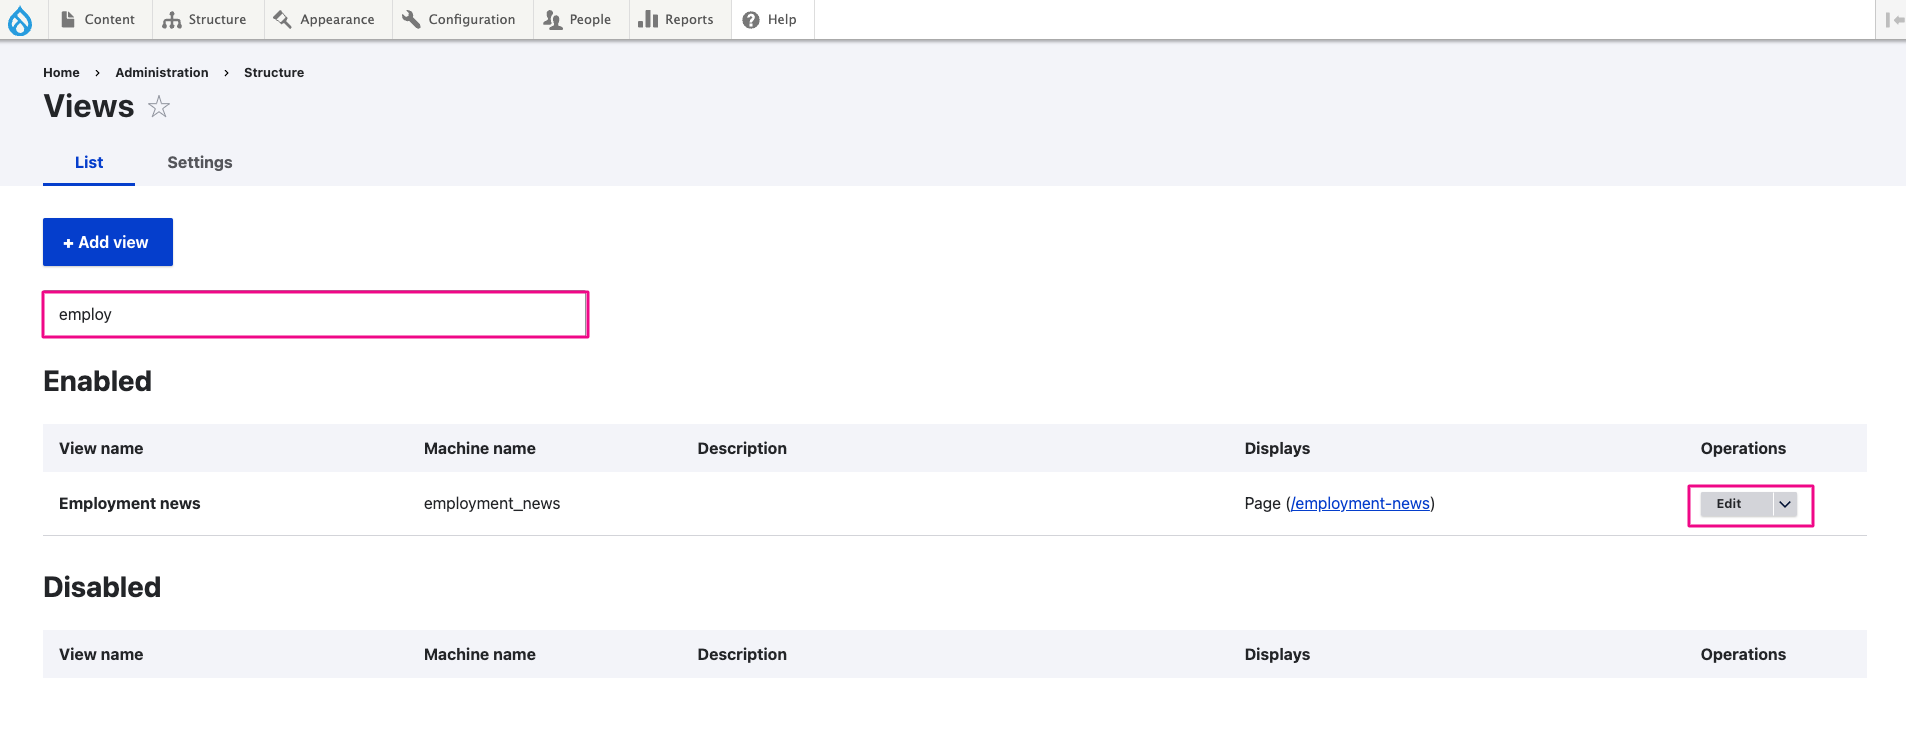 Content Structure Appearance Configuration People Reports Help
Home › Administration › Structure
Views
List Settings
+ Add view
employ
Enabled
View name Machine name Description Displays Operations
Employment news employment_news Page (/employment-news) Edit
Disabled
View name Machine name Description Displays Operations